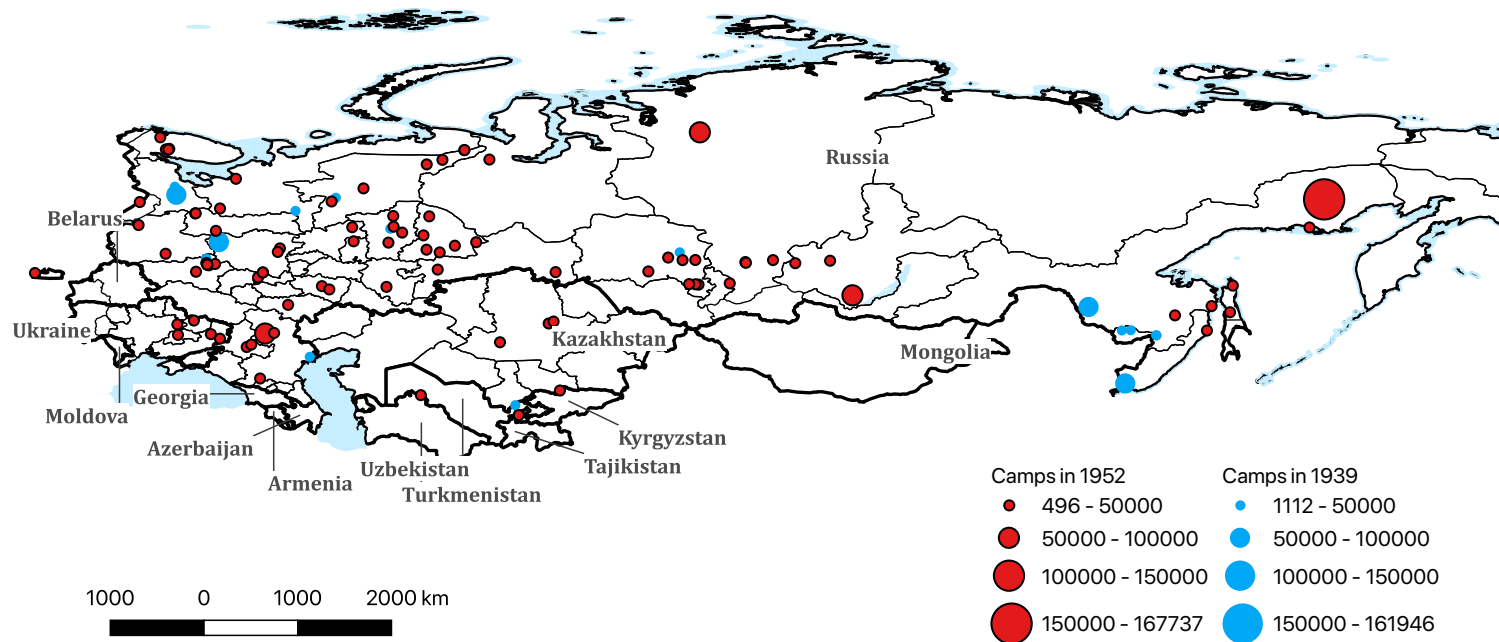 Russia
Belarus
Ukraine
Kazakhstan
Mongolia
Georgia
Moldova
Kyrgyzstan
Azerbaijan
Tajikistan
Uzbekistan
Armenia
Turkmenistan
Camps in 1952
496 - 50000
50000 - 100000
100000 - 150000
150000 - 167737
Camps in 1939
1112 - 50000
50000 - 100000
100000 - 150000
150000 - 161946
1000 0 1000 2000 km